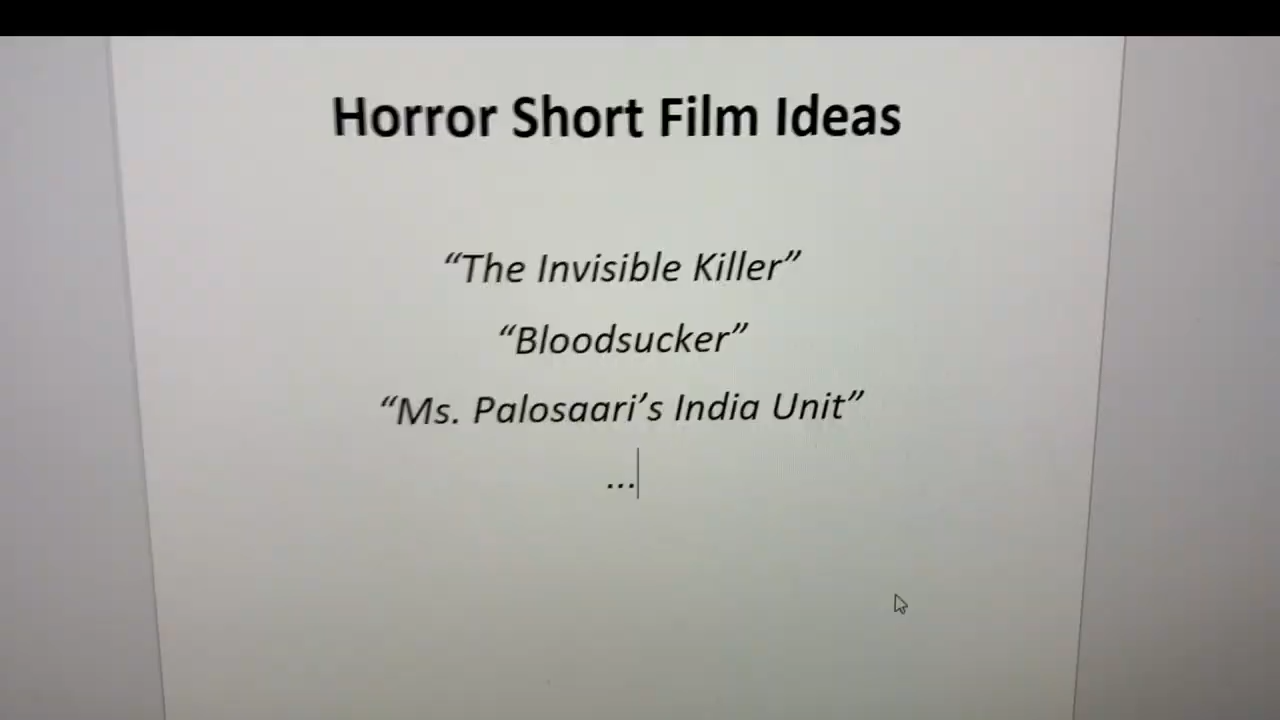 Horror Short Film Ideas
“The Invisible Killer”
“Bloodsucker”
“Ms. Palosaari’s India Unit”
...